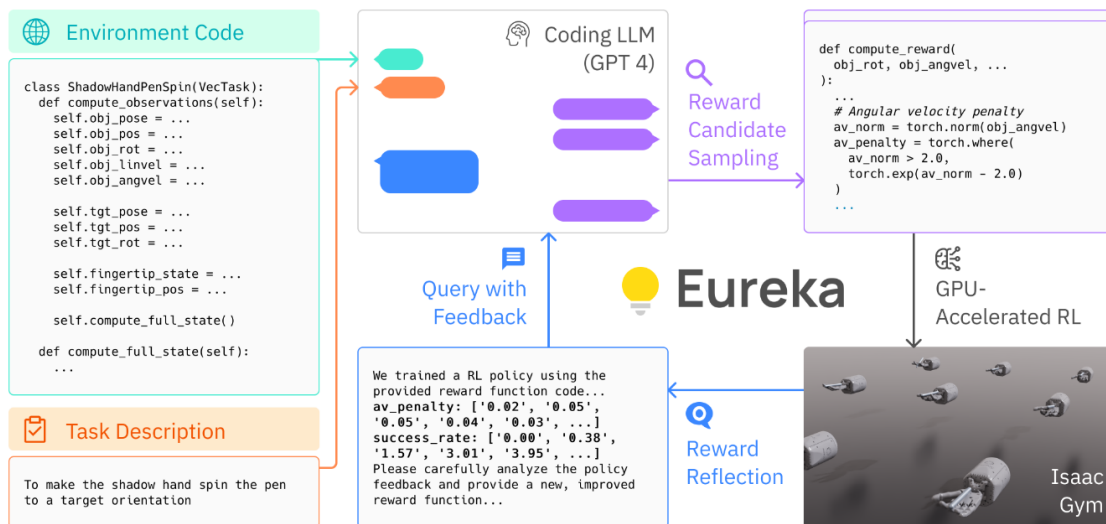 Environment Code
class ShadowHandPenSpin(VecTask):
def compute_observations(self):
self.obj_pose = ...
self.obj_pos = ...
self.obj_rot = ...
self.obj_linvel = ...
self.obj_angvel = ...
self.tgt_pose = ...
self.tgt_pos = ...
self.tgt_rot = ...
self.fingertip_state = ...
self.fingertip_pos = ...
self.compute_full_state()
def compute_full_state(self):
...
Task Description
To make the shadow hand spin the pen
to a target orientation
Coding LLM
(GPT 4)
Reward
Candidate
Sampling
def compute_reward(
obj_rot, obj_angvel, ...
):
...
# Angular velocity penalty
av_norm = torch.norm(obj_angvel)
av_penalty = torch.where(
av_norm > 2.0,
torch.exp(av_norm - 2.0)
)
...
GPU-
Accelerated RL
Isaac
Gym
Reward
Reflection
We trained a RL policy using the
provided reward function code...
av_penalty: ['0.02', '0.05',
'0.05', '0.04', '0.03', ...]
success_rate: ['0.00', '0.38',
'1.57', '3.01', '3.95', ...]
Please carefully analyze the policy
feedback and provide a new, improved
reward function...
Query with
Feedback
Eureka